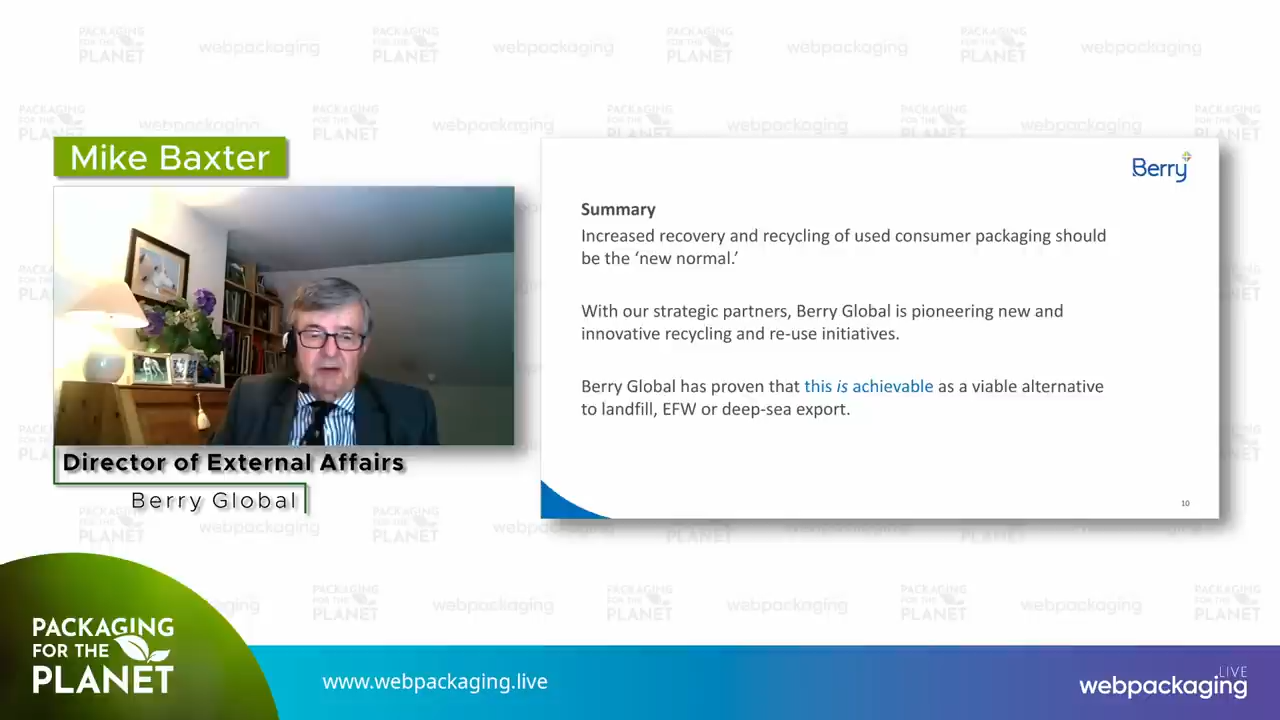 Mike Baxter
Director of External Affairs
Berry Global
Berry
Summary
Increased recovery and recycling of used consumer packaging should
be the ‘new normal.’
With our strategic partners, Berry Global is pioneering new and
innovative recycling and re-use initiatives.
Berry Global has proven that this is achievable as a viable alternative
to landfill, EFW or deep-sea export.
10
PACKAGING
FOR THE
PLANET
www.webpackaging.live
LIVE
webpackaging